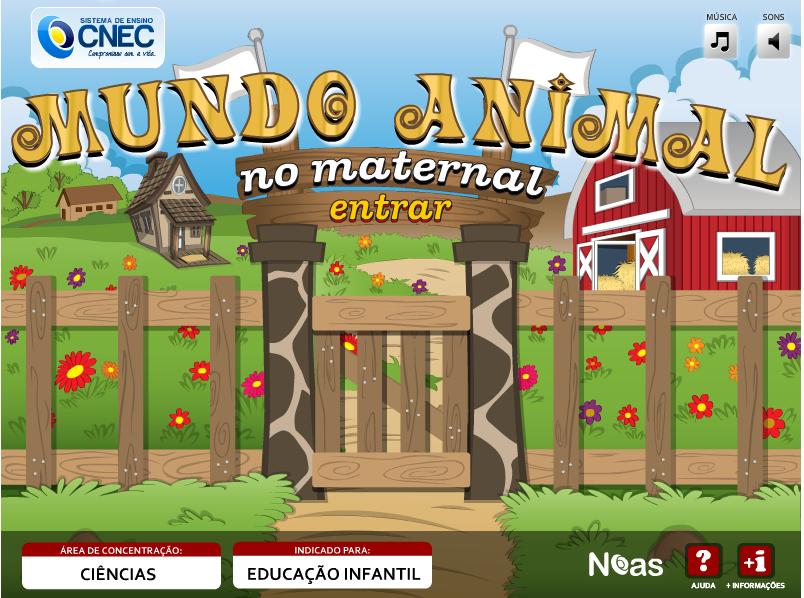 SISTEMA DE ENSINO
CNEC
Compromisso com a vida.
MÚSICA
SONS
MUNDO ANIMAL
no maternal
entrar
ÁREA DE CONCENTRAÇÃO:
CIÊNCIAS
INDICADO PARA:
EDUCAÇÃO INFANTIL
Noas
?
AJUDA
+i
+ INFORMAÇÕES